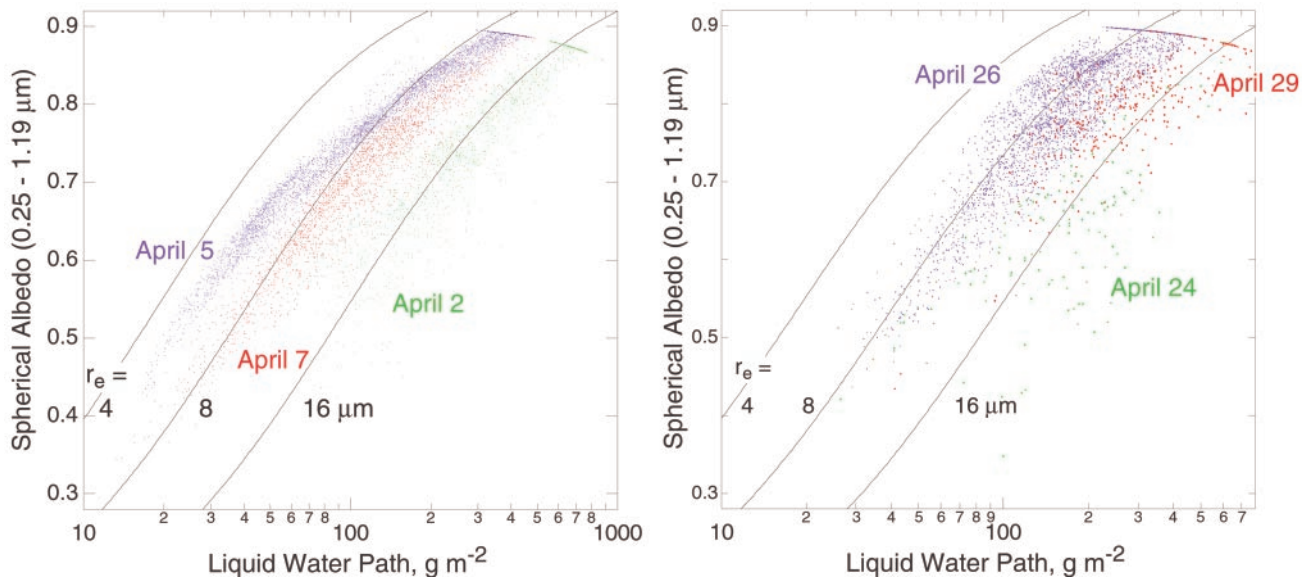 Spherical Albedo (0.25 - 1.19 μm)
0.9
0.8
0.7
0.6
0.5
0.4
0.3
April 5
April 7
April 2
r_e =
4
8
16 μm
10 2 3 4 5 6 7 8 100 2 3 4 5 6 7 8 1000
Liquid Water Path, g m⁻²
Spherical Albedo (0.25 - 1.19 μm)
0.9
0.7
0.5
0.3
April 26
April 29
April 24
r_e =
4
8
16 μm
10 3 4 5 6 7 8 9 100 2 3 4 5 6 7
Liquid Water Path, g m⁻²